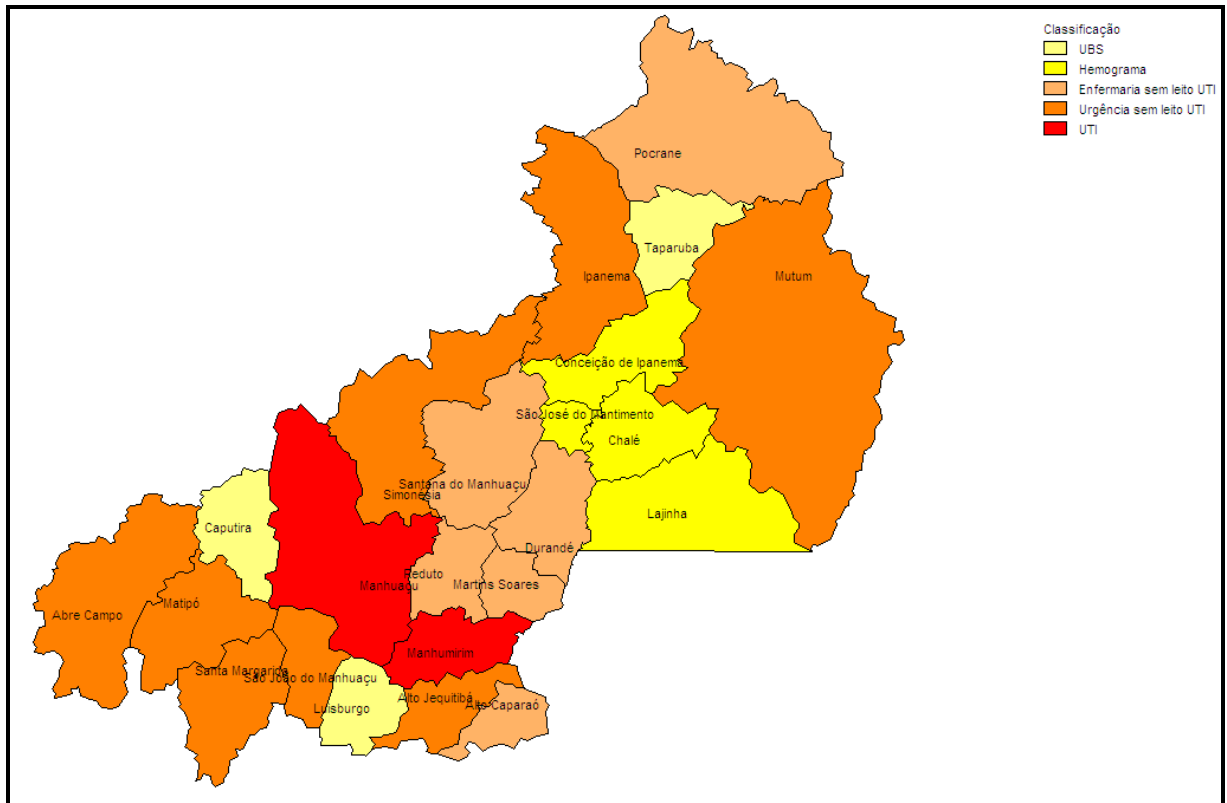 Classificação
UBS
Hemograma
Enfermaria sem leito UTI
Urgência sem leito UTI
UTI
Pocrane
Taparuba
Ipanema
Mutum
Conceição de Ipanema
São José do Mantimento
Chalé
Santana do Manhuaçu
Simonésia
Lajinha
Caputira
Durandé
Reduto
Manhuaçu
Martins Soares
Matipó
Abre Campo
Manhumirim
Santa Margarida
São João do Manhuaçu
Alto Jequitibá
Alto Caparaó
Luisburgo